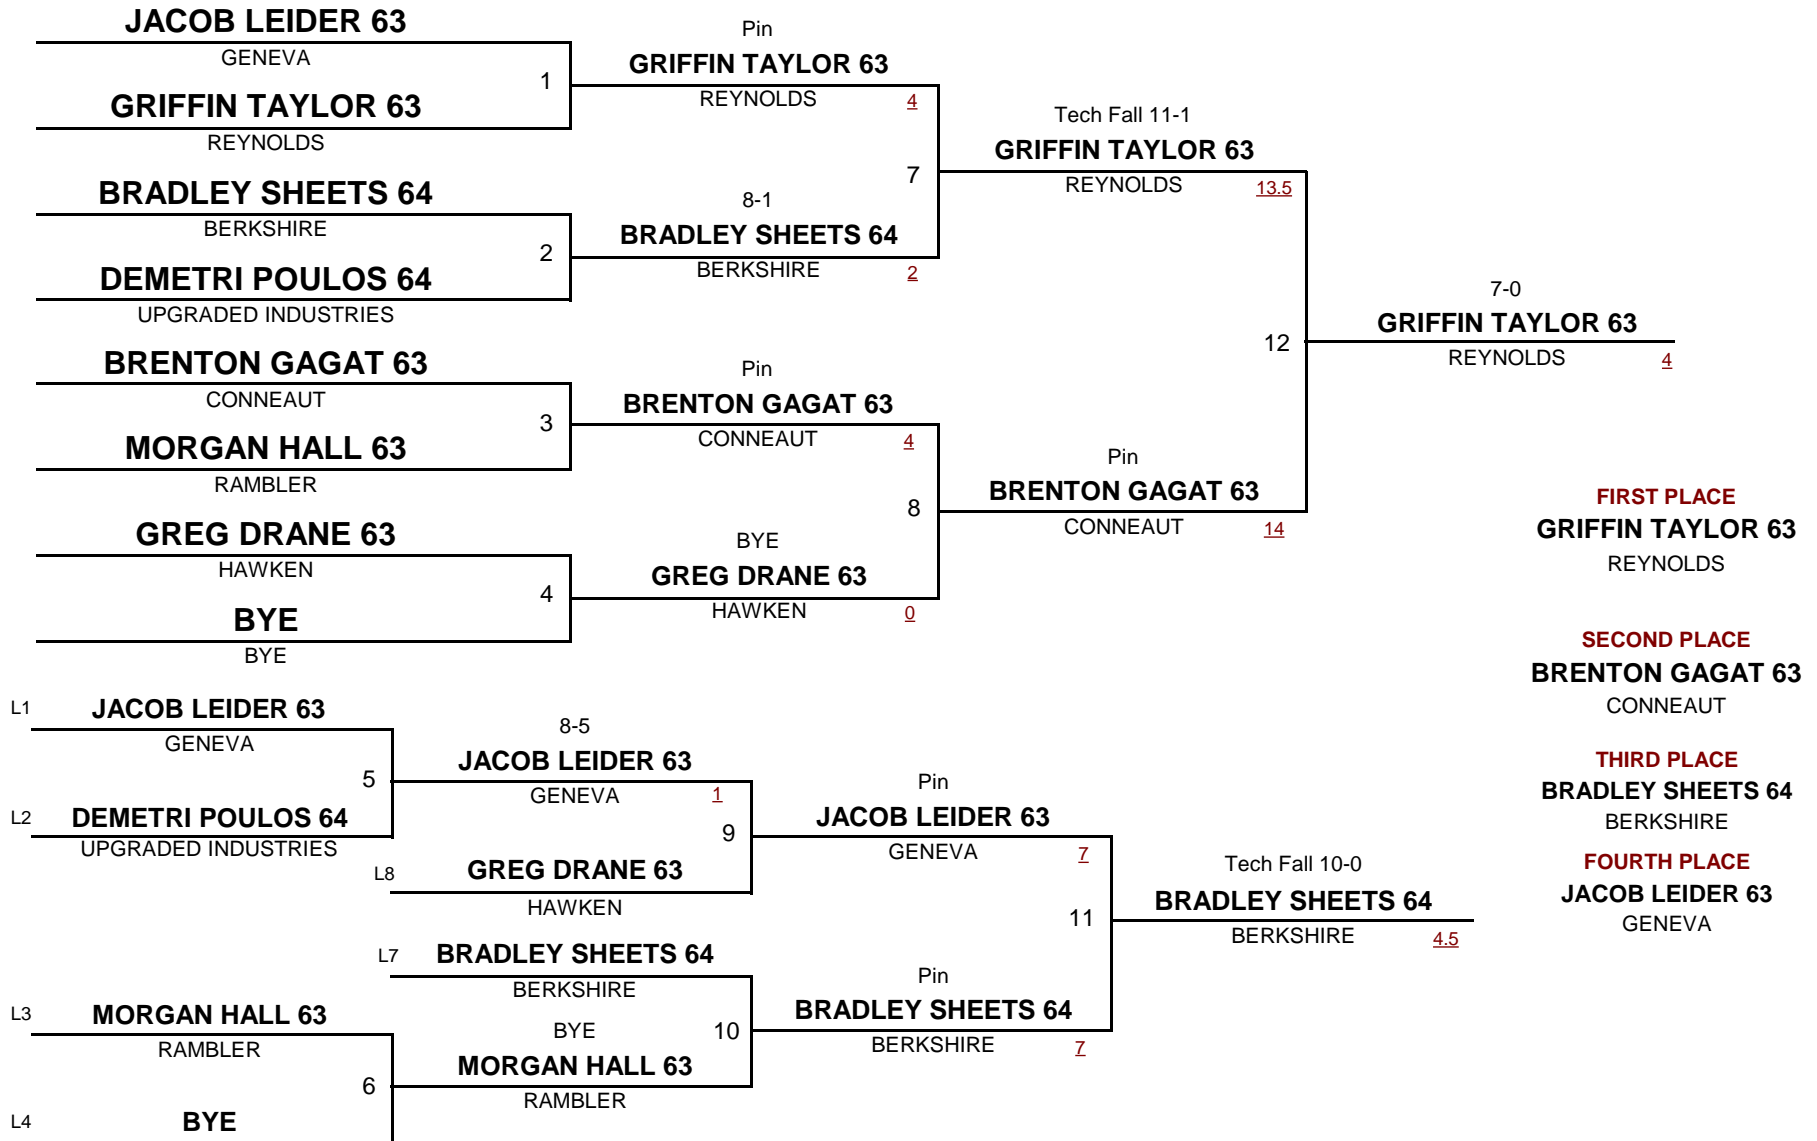 JACOB LEIDER 63
GENEVA
1
GRIFFIN TAYLOR 63
REYNOLDS
BRADLEY SHEETS 64
BERKSHIRE
2
DEMETRI POULOS 64
UPGRADED INDUSTRIES
BRENTON GAGAT 63
CONNEAUT
3
MORGAN HALL 63
RAMBLER
GREG DRANE 63
HAWKEN
4
BYE
BYE
Pin
GRIFFIN TAYLOR 63
REYNOLDS 4
7
8-1
BRADLEY SHEETS 64
BERKSHIRE 2
Pin
BRENTON GAGAT 63
CONNEAUT 4
8
BYE
GREG DRANE 63
HAWKEN 0
Tech Fall 11-1
GRIFFIN TAYLOR 63
REYNOLDS 13.5
12
Pin
BRENTON GAGAT 63
CONNEAUT 14
7-0
GRIFFIN TAYLOR 63
REYNOLDS 4
FIRST PLACE
GRIFFIN TAYLOR 63
REYNOLDS
SECOND PLACE
BRENTON GAGAT 63
CONNEAUT
THIRD PLACE
BRADLEY SHEETS 64
BERKSHIRE
FOURTH PLACE
JACOB LEIDER 63
GENEVA
L1 JACOB LEIDER 63
GENEVA
5
L2 DEMETRI POULOS 64
UPGRADED INDUSTRIES
8-5
JACOB LEIDER 63
GENEVA 1
9
L8 GREG DRANE 63
HAWKEN
L7 BRADLEY SHEETS 64
BERKSHIRE
10
L3 MORGAN HALL 63
RAMBLER
6
L4 BYE
BYE
MORGAN HALL 63
RAMBLER
Pin
JACOB LEIDER 63
GENEVA 7
11
Pin
BRADLEY SHEETS 64
BERKSHIRE 7
Tech Fall 10-0
BRADLEY SHEETS 64
BERKSHIRE 4.5